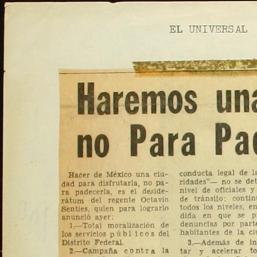 EL UNIVERSAL
Haremos una
no Para Pad
Hacer de México una ciu-
dad para disfrutarla, no pa-
ra padecerla, es el deside-
rátum del regente Octavio
Sentíes, quien para lograrlo
anunció ayer:
1.—Total moralización de
los servicios públicos del
Distrito Federal.
2.—Campaña contra la
conducta legal de la
ridades"— no se det
nivel de oficiales y
de tránsito; contin
todos los niveles, en
dida en que se pr
denuncias por parte
habitantes de la ciu
3.—Además de in
tar y acelerar to